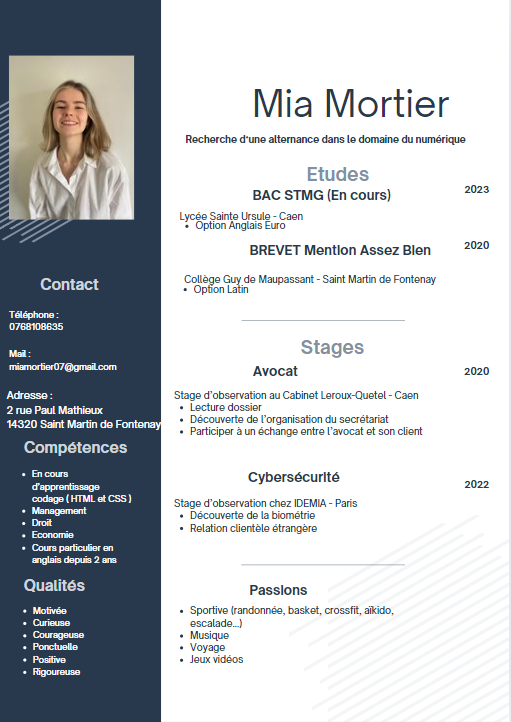 Mia Mortier
Recherche d'une alternance dans le domaine du numérique
Etudes
BAC STMG (En cours)
2023
Lycée Sainte Ursule - Caen
• Option Anglais Euro
BREVET Mention Assez Bien
2020
Collège Guy de Maupassant - Saint Martin de Fontenay
• Option Latin
Stages
Avocat
2020
Stage d'observation au Cabinet Leroux-Quetel - Caen
• Lecture dossier
• Découverte de l'organisation du secrétariat
• Participer à un échange entre l'avocat et son client
Cybersécurité
2022
Stage d'observation chez IDEMIA - Paris
• Découverte de la biométrie
• Relation clientèle étrangère
Passions
• Sportive (randonnée, basket, crossfit, aïkido,
escalade...)
• Musique
• Voyage
• Jeux vidéos
Contact
Téléphone :
0768108635
Mail :
miamortier07@gmail.com
Adresse :
2 rue Paul Mathieux
14320 Saint Martin de Fontenay
Compétences
• En cours
d'apprentissage
codage ( HTML et CSS )
• Management
• Droit
• Economie
• Cours particulier en
anglais depuis 2 ans
Qualités
• Motivée
• Curieuse
• Courageuse
• Ponctuelle
• Positive
• Rigoureuse